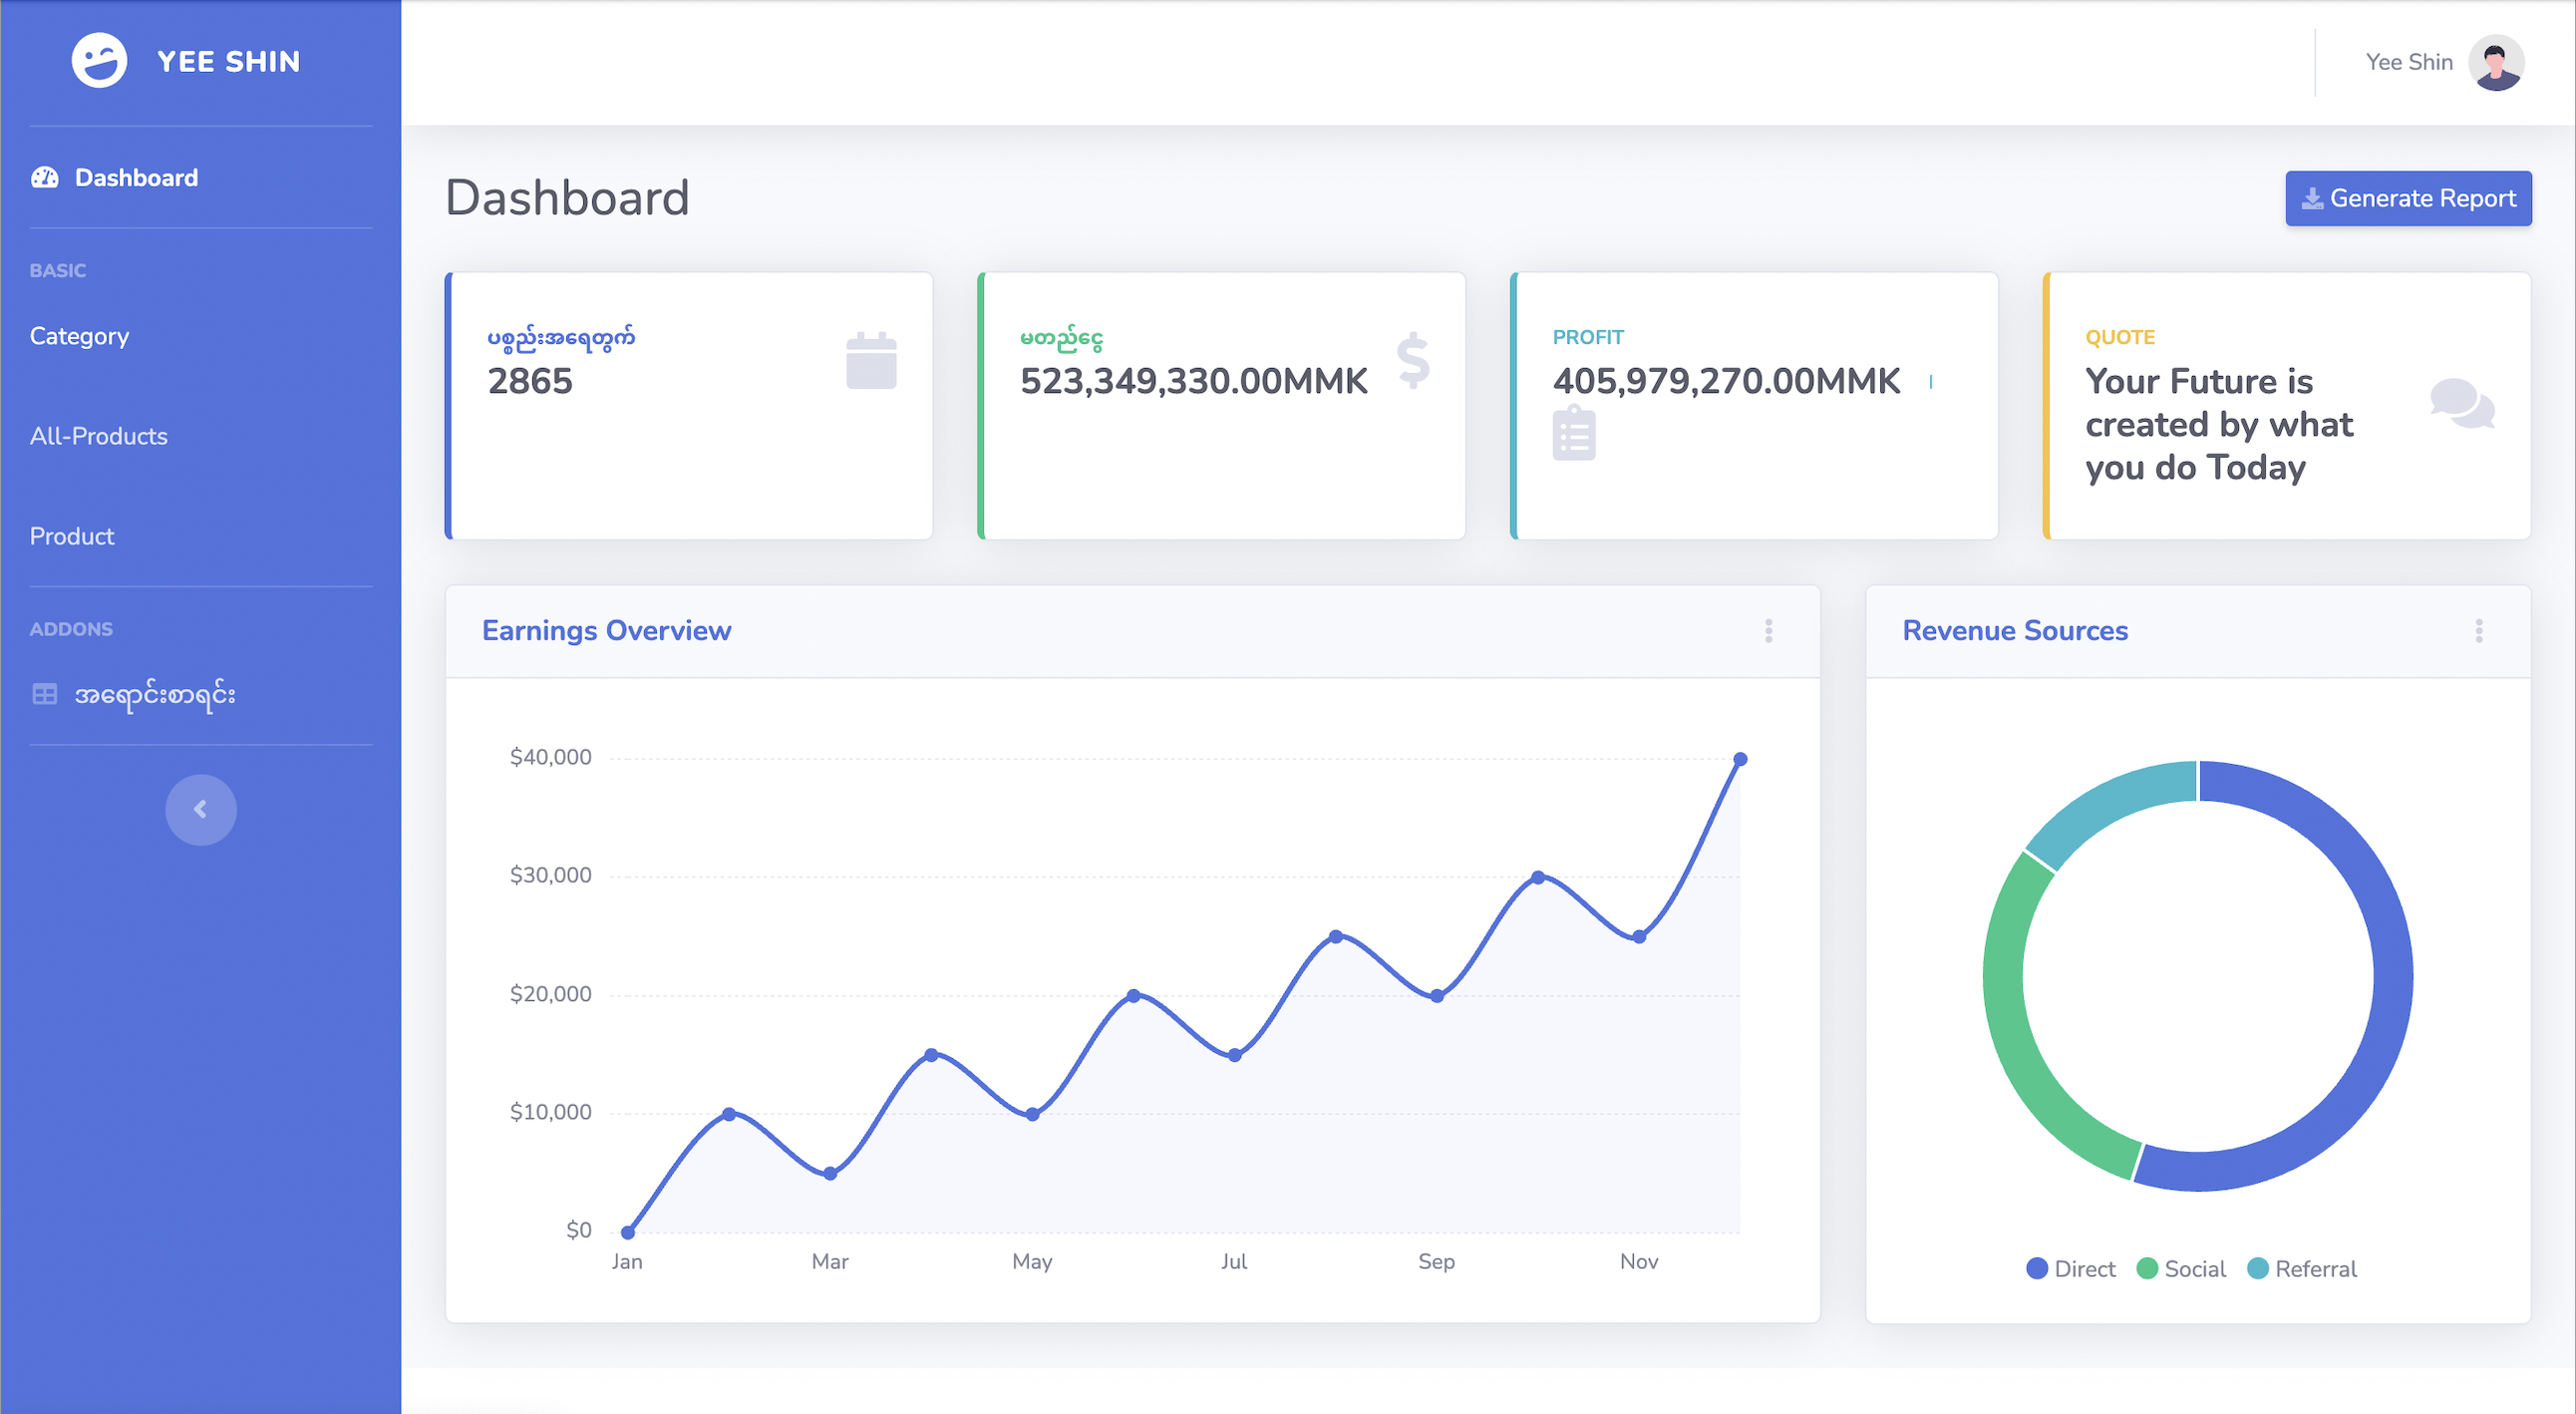 YEE SHIN
Dashboard
BASIC
Category
All-Products
Product
ADDONS
အရောင်းစာရင်း
Yee Shin
Dashboard
Generate Report
ပစ္စည်းအရေတွက်
2865
မတည်ငွေ
523,349,330.00MMK
PROFIT
405,979,270.00MMK
QUOTE
Your Future is
created by what
you do Today
Earnings Overview
$40,000
$30,000
$20,000
$10,000
$0
Jan Mar May Jul Sep Nov
Revenue Sources
Direct Social Referral